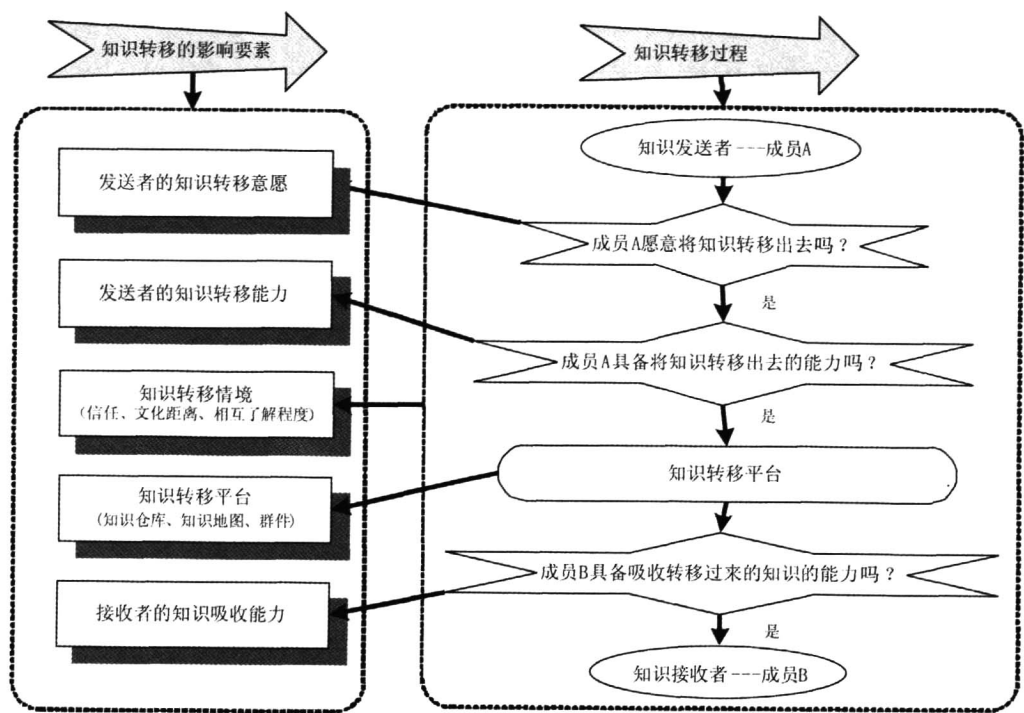 知识转移的影响要素
发送者的知识转移意愿
发送者的知识转移能力
知识转移情境
(信任、文化距离、相互了解程度)
知识转移平台
(知识仓库、知识地图、群件)
接收者的知识吸收能力
知识转移过程
知识发送者---成员A
成员A愿意将知识转移出去吗？
是
成员A具备将知识转移出去的能力吗？
是
知识转移平台
成员B具备吸收转移过来的知识的能力吗？
是
知识接收者---成员B